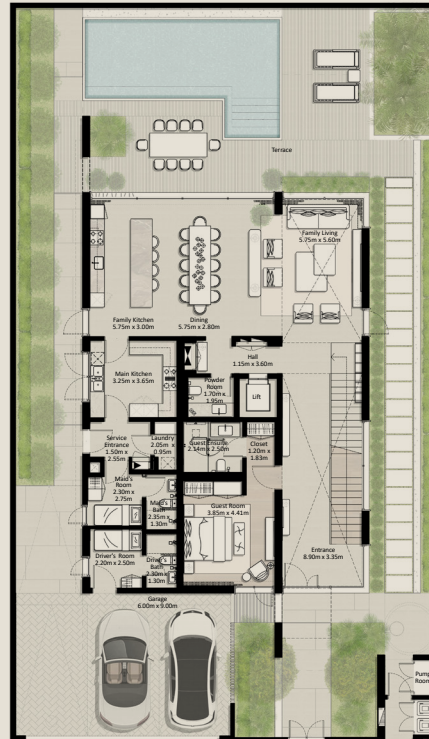 Terrace
Family Living
5.75m x 5.60m
Family Kitchen
5.75m x 3.00m
Dining
5.75m x 2.80m
Hall
1.15m x 3.60m
Main Kitchen
3.25m x 3.65m
Powder
Room
1.70m x
1.95m
Lift
Service
Entrance
1.50m x
2.55m
Laundry
2.05m x
0.95m
Guest Ensuite
2.14m x 2.50m
Closet
1.20m x
1.83m
Maid's
Room
2.30m x
2.75m
Maid's
Bath
2.35m x
1.30m
Guest Room
3.85m x 4.41m
Driver's Room
2.20m x 2.50m
Driver's
Bath
2.30m x
1.30m
Entrance
8.90m x 3.35m
Garage
6.00m x 9.00m
Pump
Room